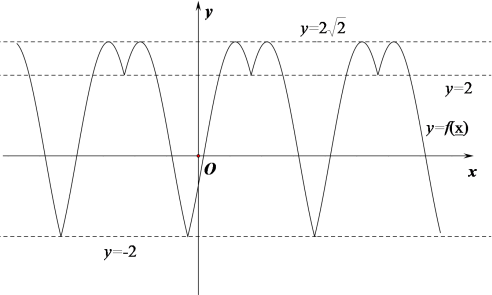 y
y=2√2
y=2
y=f(x)
O
x
y=-2